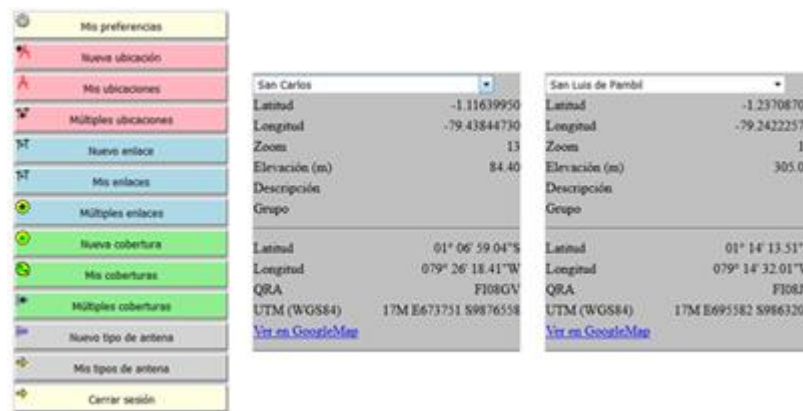 Mis preferencias
Nueva ubicación
Mis ubicaciones
Múltiples ubicaciones
Nuevo enlace
Mis enlaces
Múltiples enlaces
Nueva cobertura
Mis coberturas
Múltiples coberturas
Nuevo tipo de antena
Mis tipos de antena
Cerrar sesión
San Carlos
Latitud -1.11639950
Longitud -79.43844730
Zoom 13
Elevación (m) 84.40
Descripción
Grupo
Latitud 01° 06' 59.04"S
Longitud 079° 26' 18.41"W
QRA FI08GV
UTM (WGS84) 17M E673751 S9876558
Ver en GoogleMap
San Luis de Pambil
Latitud -1.2370870
Longitud -79.2422257
Zoom 1
Elevación (m) 305.0
Descripción
Grupo
Latitud 01° 14' 13.51"
Longitud 079° 14' 32.01"
QRA
UTM (WGS84) 17M E695582 S986320
Ver en GoogleMap